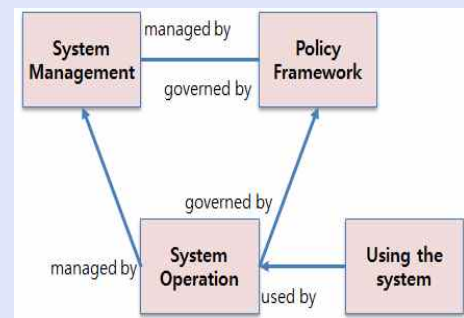 System
Management
managed by
governed by
Policy
Framework
governed by
managed by
System
Operation
used by
Using the
system